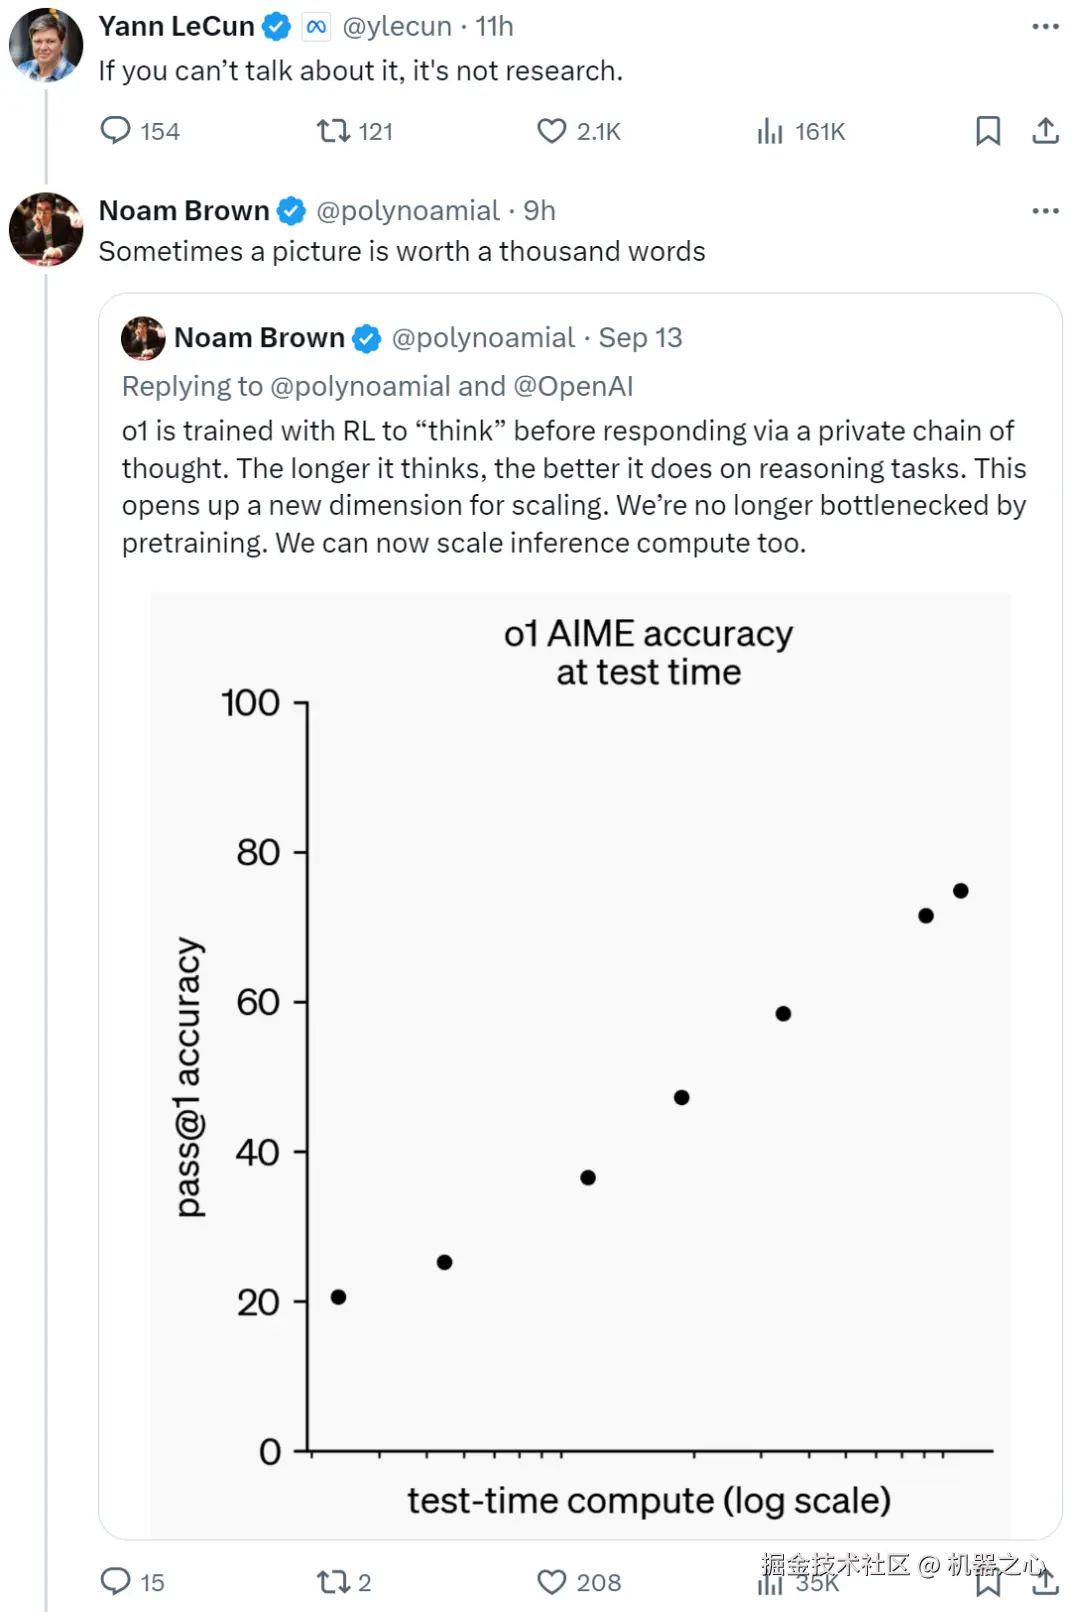 Yann LeCun @ylecun · 11h
If you can’t talk about it, it's not research.
154 121 2.1K 161K
Noam Brown @polynoamial · 9h
Sometimes a picture is worth a thousand words
Noam Brown @polynoamial · Sep 13
Replying to @polynoamial and @OpenAI
o1 is trained with RL to “think” before responding via a private chain of
thought. The longer it thinks, the better it does on reasoning tasks. This
opens up a new dimension for scaling. We’re no longer bottlenecked by
pretraining. We can now scale inference compute too.
o1 AIME accuracy
at test time
100
80
60
40
20
0
pass@1 accuracy
test-time compute (log scale)
掘金技术社区 @ 机器之心
15 2 208 35K